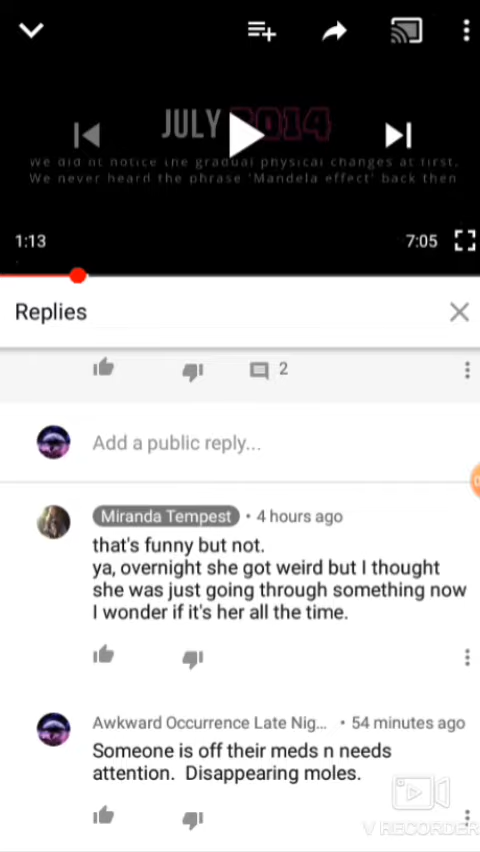 JULY 2014
We did nt notice the gradual physical changes at first.
We never heard the phrase 'Mandela effect' back then
1:13
7:05
Replies
2
Add a public reply...
Miranda Tempest • 4 hours ago
that's funny but not.
ya, overnight she got weird but I thought
she was just going through something now
I wonder if it's her all the time.
Awkward Occurrence Late Nig... • 54 minutes ago
Someone is off their meds n needs
attention. Disappearing moles.
V RECORDER